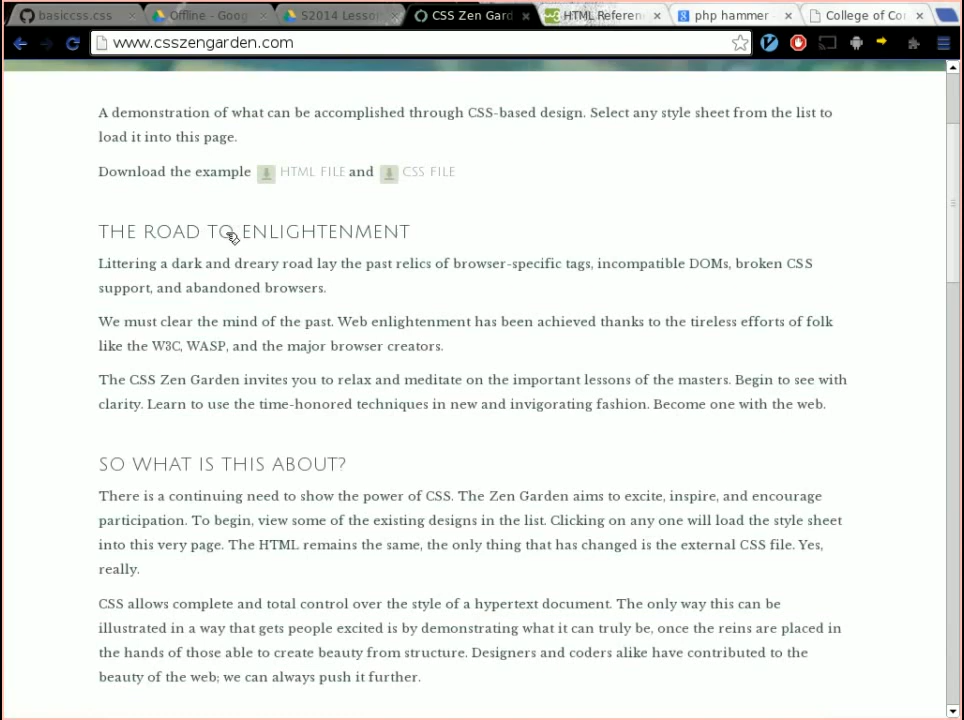 basiccss.css
Offline - Goog
S2014 Lesson
CSS Zen Gard
HTML Referen
php hammer -
College of Co
www.csszengarden.com
A demonstration of what can be accomplished through CSS-based design. Select any style sheet from the list to
load it into this page.
Download the example HTML FILE and CSS FILE
THE ROAD TO ENLIGHTENMENT
Littering a dark and dreary road lay the past relics of browser-specific tags, incompatible DOMs, broken CSS
support, and abandoned browsers.
We must clear the mind of the past. Web enlightenment has been achieved thanks to the tireless efforts of folk
like the W3C, WASP, and the major browser creators.
The CSS Zen Garden invites you to relax and meditate on the important lessons of the masters. Begin to see with
clarity. Learn to use the time-honored techniques in new and invigorating fashion. Become one with the web.
SO WHAT IS THIS ABOUT?
There is a continuing need to show the power of CSS. The Zen Garden aims to excite, inspire, and encourage
participation. To begin, view some of the existing designs in the list. Clicking on any one will load the style sheet
into this very page. The HTML remains the same, the only thing that has changed is the external CSS file. Yes,
really.
CSS allows complete and total control over the style of a hypertext document. The only way this can be
illustrated in a way that gets people excited is by demonstrating what it can truly be, once the reins are placed in
the hands of those able to create beauty from structure. Designers and coders alike have contributed to the
beauty of the web; we can always push it further.